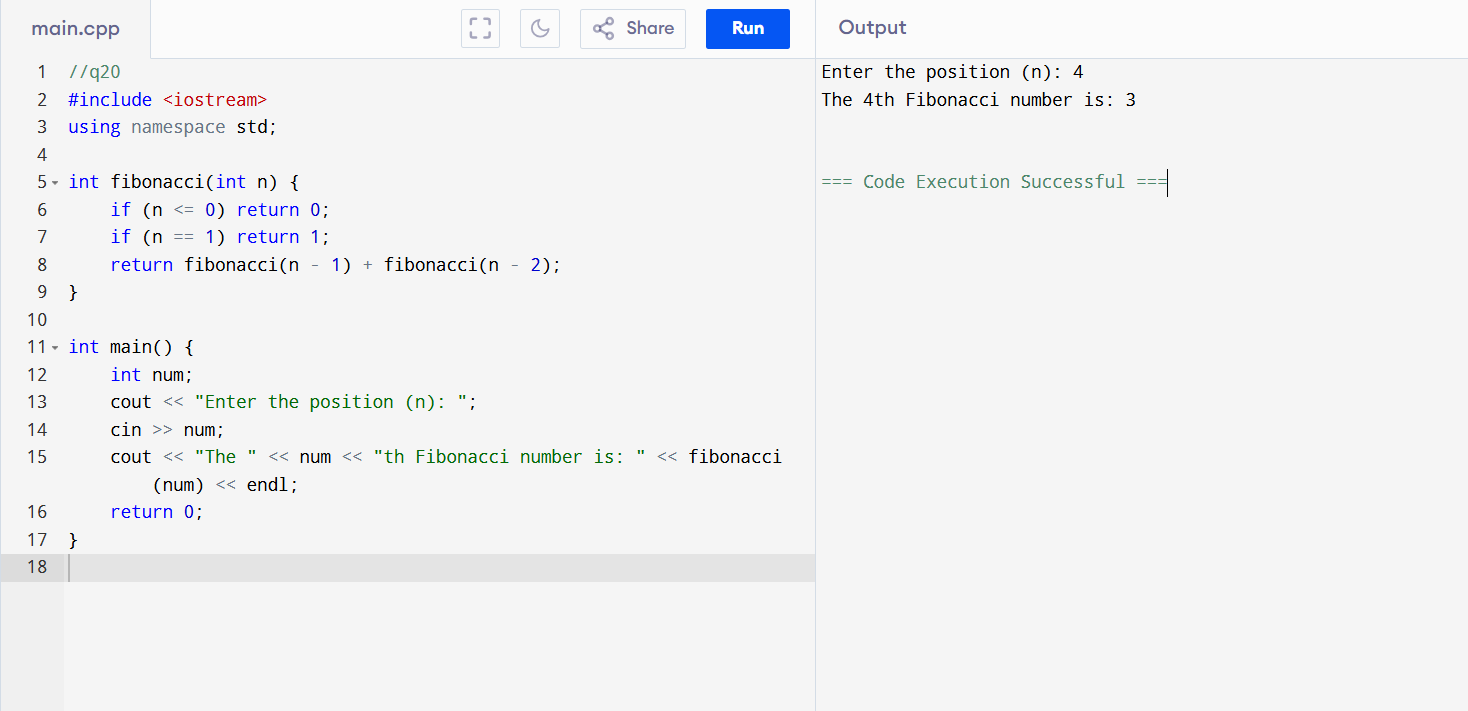 main.cpp
Share
Run
Output
1 //q20
2 #include <iostream>
3 using namespace std;
4
5 int fibonacci(int n) {
6     if (n <= 0) return 0;
7     if (n == 1) return 1;
8     return fibonacci(n - 1) + fibonacci(n - 2);
9 }
10
11 int main() {
12     int num;
13     cout << "Enter the position (n): ";
14     cin >> num;
15     cout << "The " << num << "th Fibonacci number is: " << fibonacci
(num) << endl;
16     return 0;
17 }
18
Enter the position (n): 4
The 4th Fibonacci number is: 3
=== Code Execution Successful ===